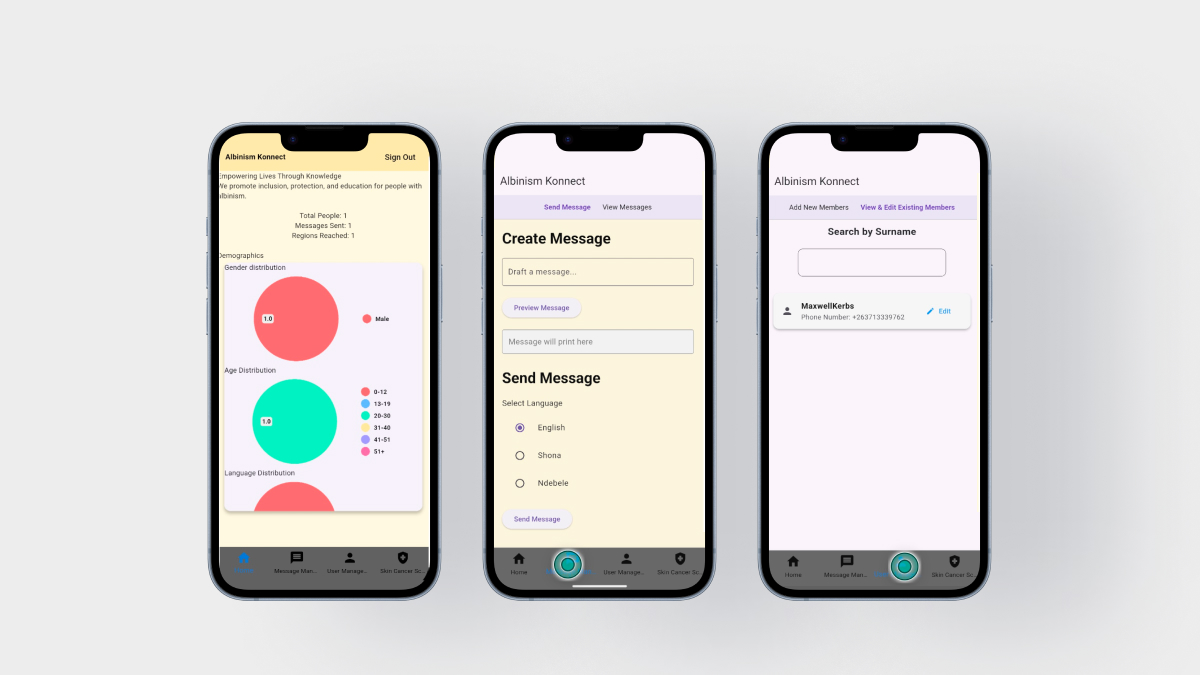 Albinism Konnect
Sign Out
Empowering Lives Through Knowledge
We promote inclusion, protection, and education for people with
albinism.
Total People: 1
Messages Sent: 1
Regions Reached: 1
Demographics
Gender distribution
1.0
Male
Age Distribution
1.0
0-12
13-19
20-30
31-40
41-51
51+
Language Distribution
Home
Message Man...
User Manage...
Skin Cancer Sc...
Albinism Konnect
Send Message
View Messages
Create Message
Draft a message...
Preview Message
Message will print here
Send Message
Select Language
English
Shona
Ndebele
Send Message
Home
User Manage...
Skin Cancer Sc...
Albinism Konnect
Add New Members
View & Edit Existing Members
Search by Surname
MaxwellKerbs
Phone Number: +263713339762
Edit
Home
Message Man...
Skin Cancer Sc...